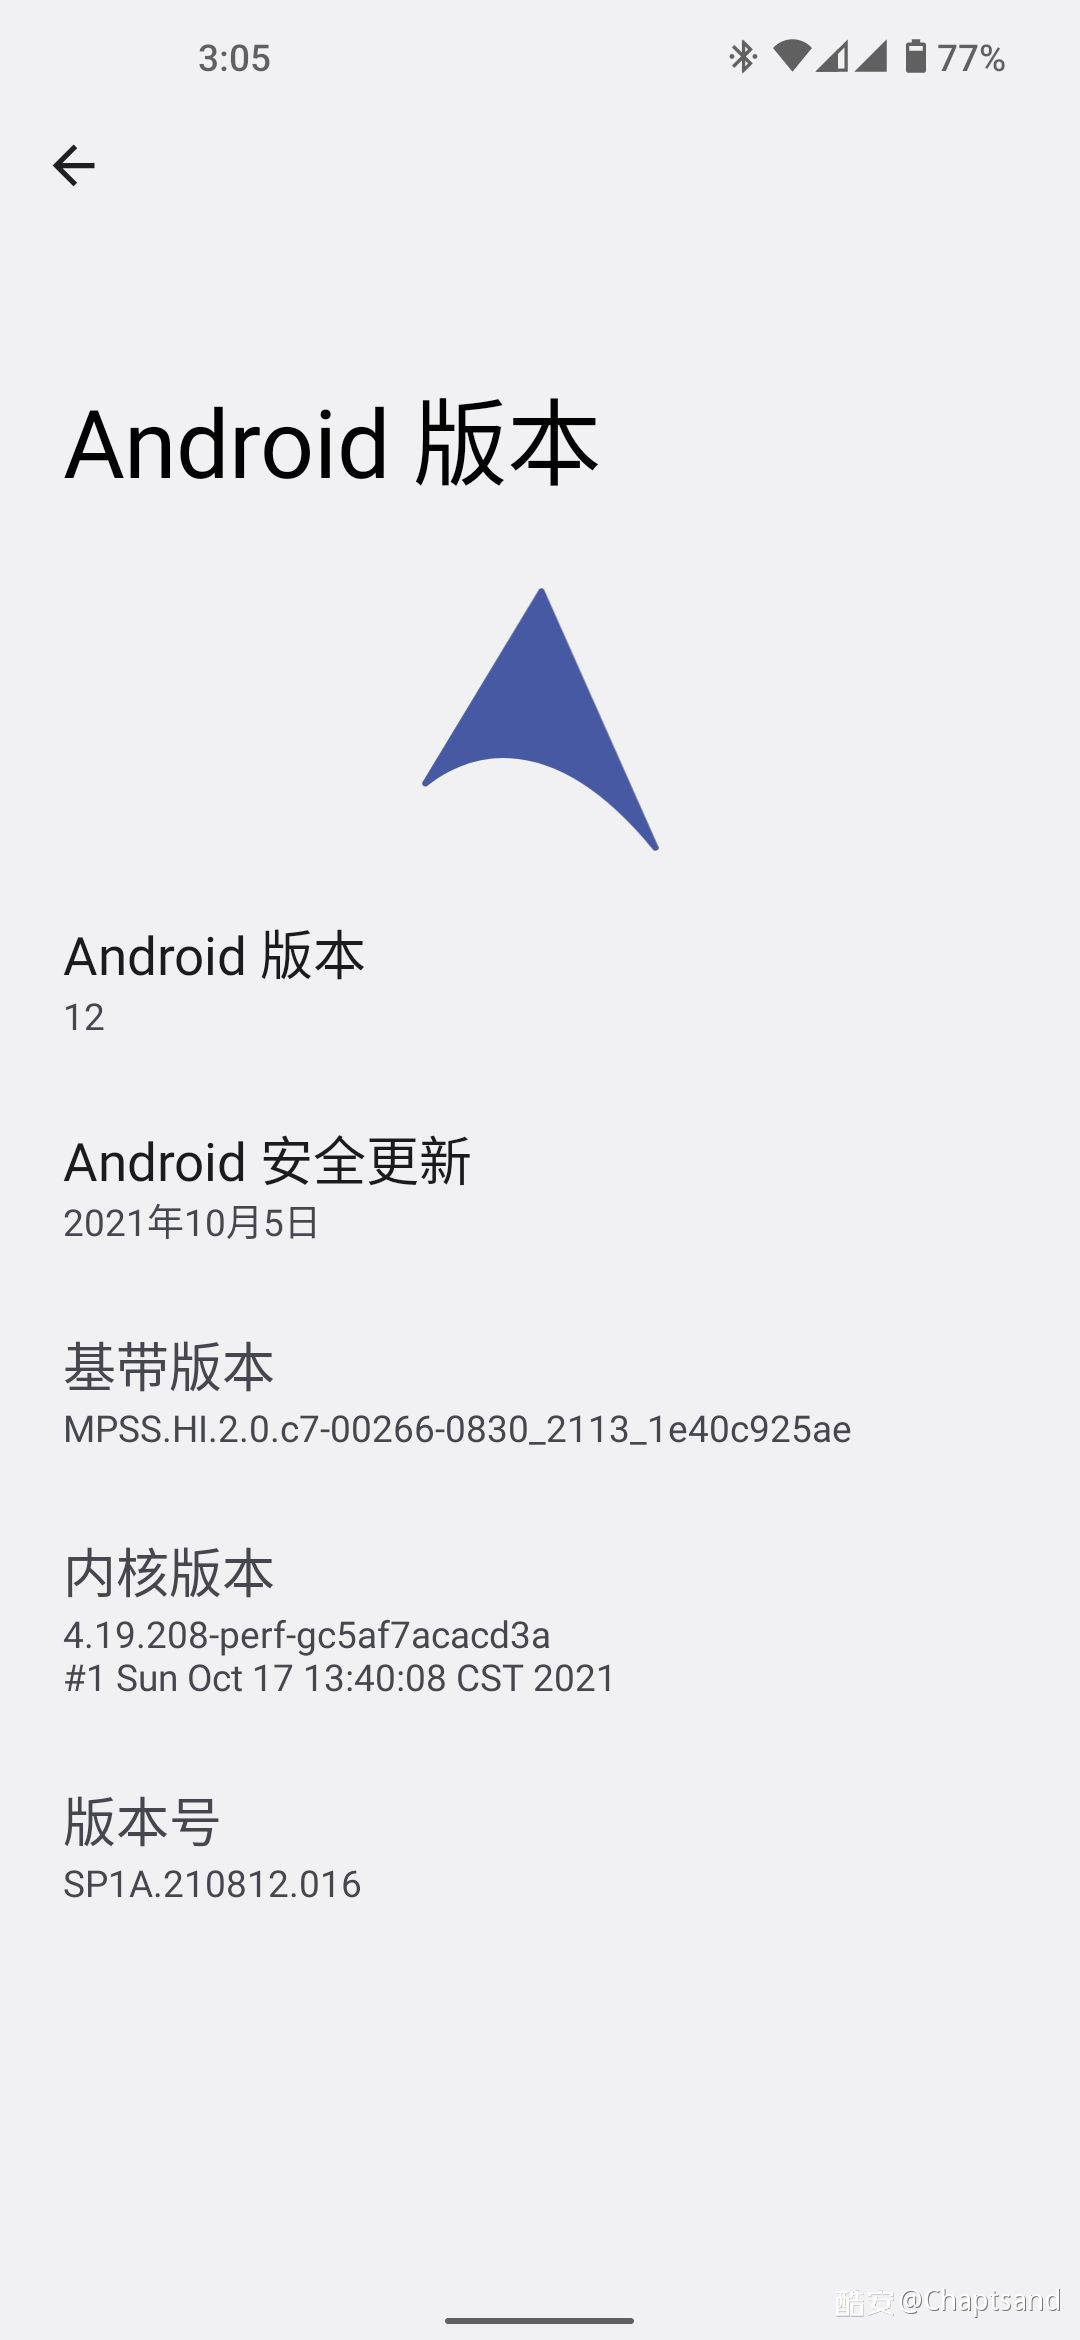 3:05
77%
Android 版本
Android 版本
12
Android 安全更新
2021年10月5日
基带版本
MPSS.HI.2.0.c7-00266-0830_2113_1e40c925ae
内核版本
4.19.208-perf-gc5af7acacd3a
#1 Sun Oct 17 13:40:08 CST 2021
版本号
SP1A.210812.016
酷安 @Chaptsand